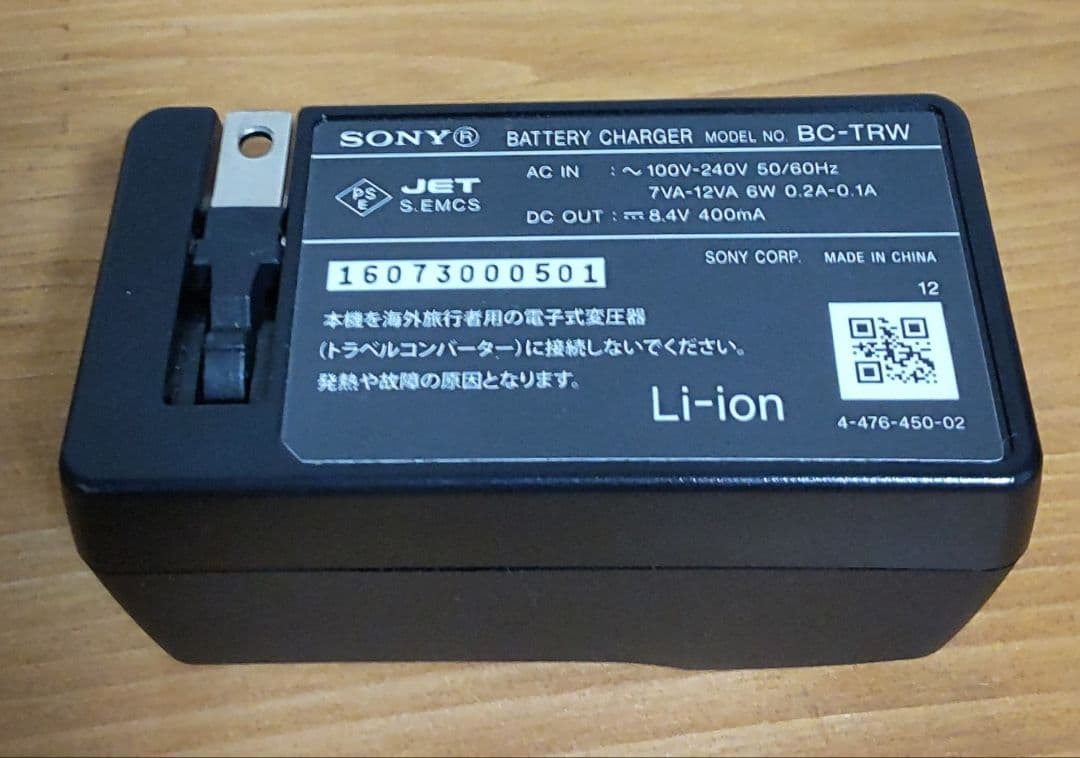 SONY® BATTERY CHARGER MODEL NO. BC-TRW
PSE JET
S.EMCS
AC IN : ~ 100V-240V 50/60Hz
7VA-12VA 6W 0.2A-0.1A
DC OUT : ⎓ 8.4V 400mA
SONY CORP. MADE IN CHINA
16073000501
12
本機を海外旅行者用の電子式変圧器
(トラベルコンバーター)に接続しないでください。
発熱や故障の原因となります。
Li-ion
4-476-450-02